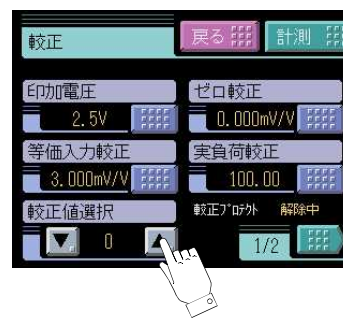 較正 戻る 計測
印加電圧 ゼロ較正
2.5V 0.000mV/V
等価入力較正 実負荷較正
3.000mV/V 100.00
較正値選択 較正プロテクト 解除中
0 1/2